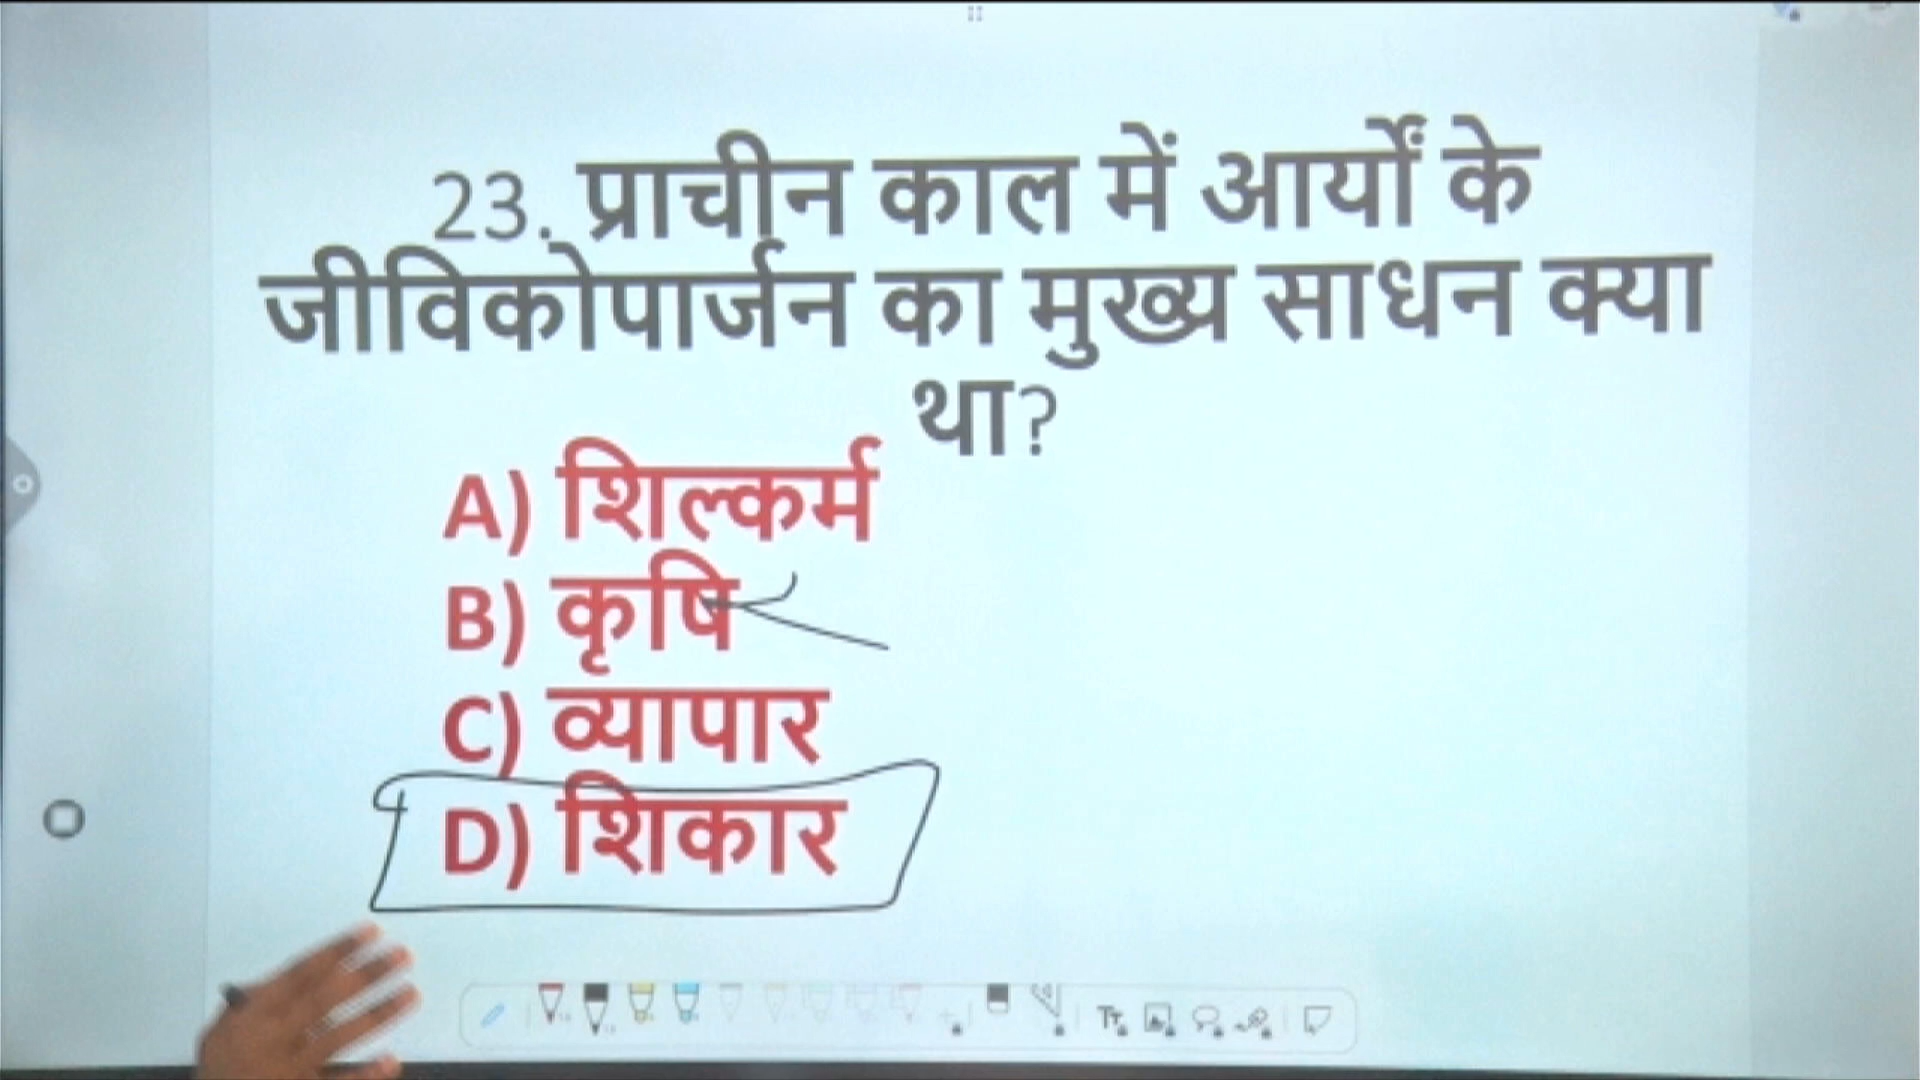 23. प्राचीन काल में आर्यों के
जीविकोपार्जन का मुख्य साधन क्या
था?
A) शिल्कर्म
B) कृषि
C) व्यापार
D) शिकार